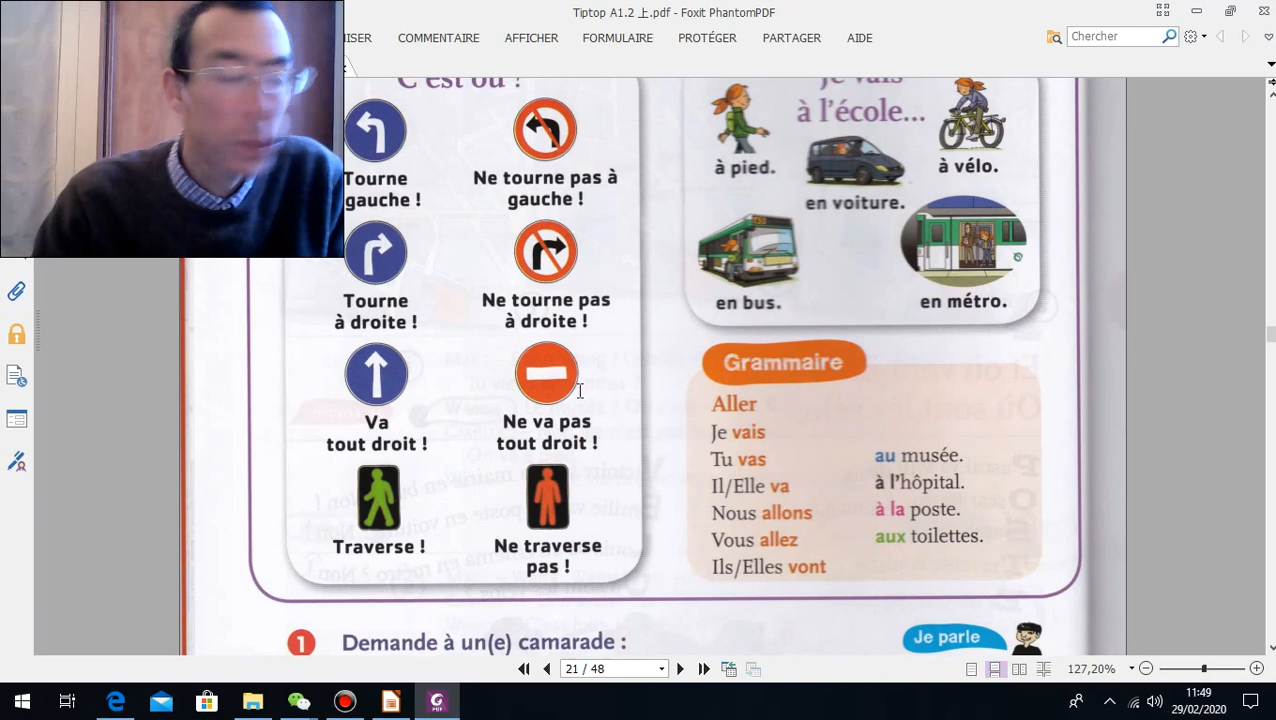 Tiptop A1.2 上.pdf - Foxit PhantomPDF
COMMENTAIRE
AFFICHER
FORMULAIRE
PROTÉGER
PARTAGER
AIDE
Chercher
C'est où ?
Tourne
gauche !
Ne tourne pas à
gauche !
Tourne
à droite !
Ne tourne pas
à droite !
Va
tout droit !
Ne va pas
tout droit !
Traverse !
Ne traverse
pas !
Je vais
à l'école...
à pied.
à vélo.
en voiture.
en bus.
en métro.
Grammaire
Aller
Je vais
Tu vas
Il/Elle va
Nous allons
Vous allez
Ils/Elles vont
au musée.
à l'hôpital.
à la poste.
aux toilettes.
1 Demande à un(e) camarade :
Je parle
21 / 48
127,20%
11:49
29/02/2020